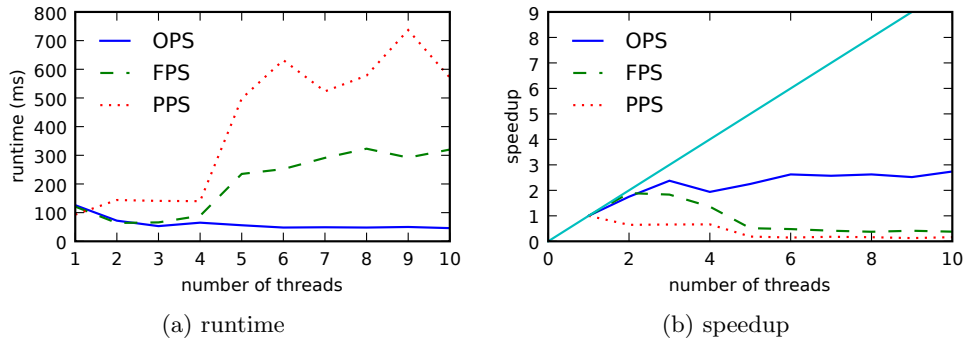 800
700
600
500
400
300
200
100
0
runtime (ms)
OPS
FPS
PPS
1 2 3 4 5 6 7 8 9 10
number of threads
(a) runtime
9
8
7
6
5
4
3
2
1
0
speedup
OPS
FPS
PPS
0 2 4 6 8 10
number of threads
(b) speedup